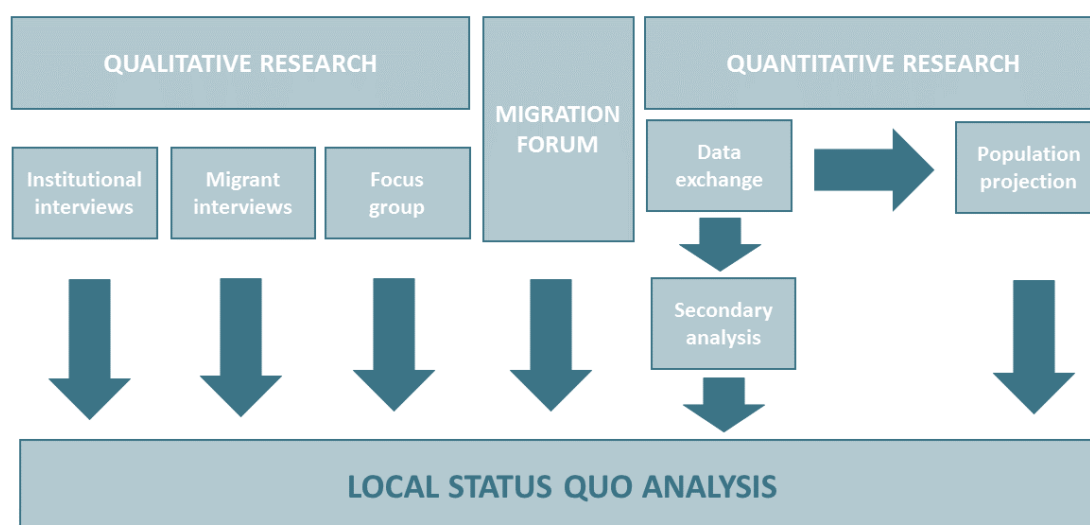 QUALITATIVE RESEARCH
MIGRATION
FORUM
QUANTITATIVE RESEARCH
Institutional
interviews
Migrant
interviews
Focus
group
Data
exchange
Population
projection
Secondary
analysis
LOCAL STATUS QUO ANALYSIS